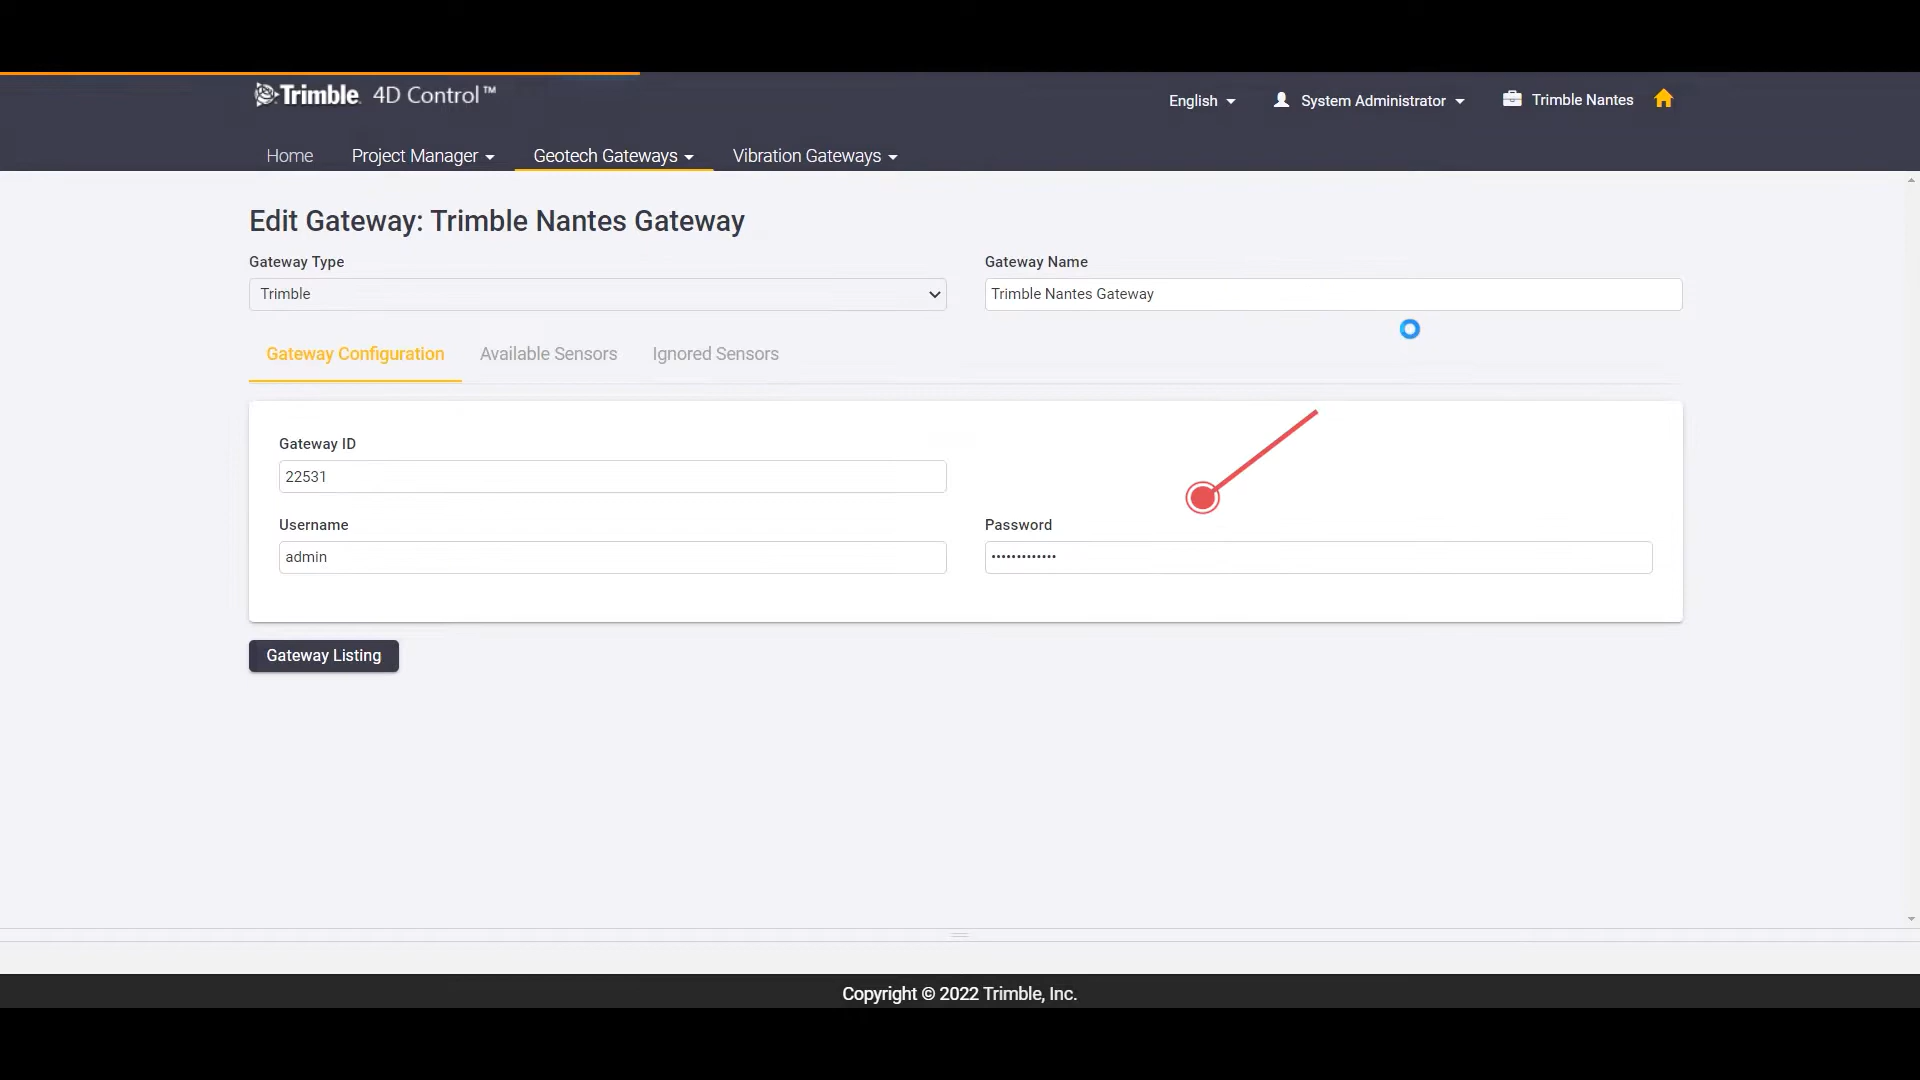 Trimble. 4D Control™
English
System Administrator
Trimble Nantes
Home
Project Manager
Geotech Gateways
Vibration Gateways
Edit Gateway: Trimble Nantes Gateway
Gateway Type
Gateway Name
Trimble
Trimble Nantes Gateway
Gateway Configuration
Available Sensors
Ignored Sensors
Gateway ID
22531
Username
Password
admin
•••••••••••••
Gateway Listing
Copyright © 2022 Trimble, Inc.